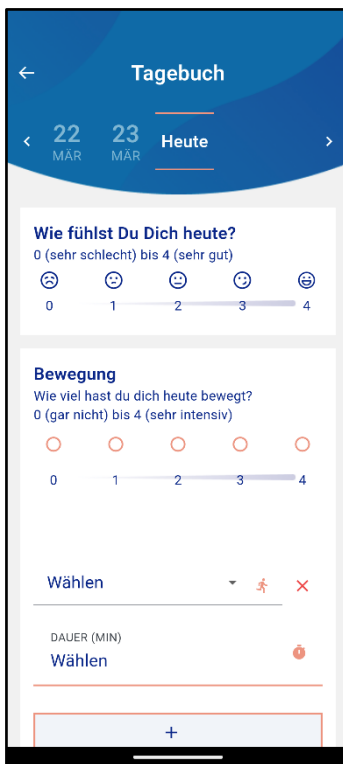 Tagebuch
22 23 Heute
MÄR MÄR
Wie fühlst Du Dich heute?
0 (sehr schlecht) bis 4 (sehr gut)
0 1 2 3 4
Bewegung
Wie viel hast du dich heute bewegt?
0 (gar nicht) bis 4 (sehr intensiv)
0 1 2 3 4
Wählen
DAUER (MIN)
Wählen
+